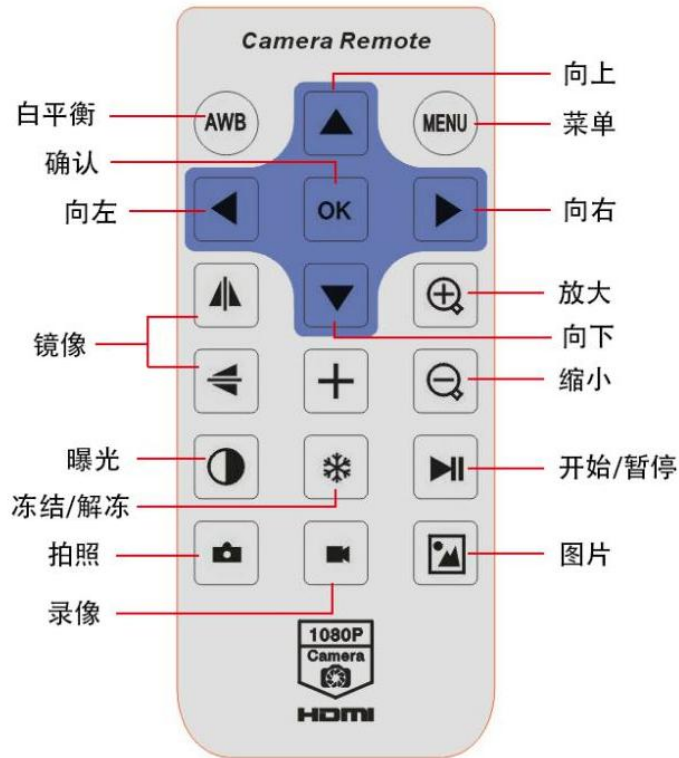 Camera Remote
向上
白平衡
AWB
MENU
菜单
确认
向左
OK
向右
放大
镜像
向下
缩小
曝光
开始/暂停
冻结/解冻
拍照
图片
录像
1080P
Camera
HDMI